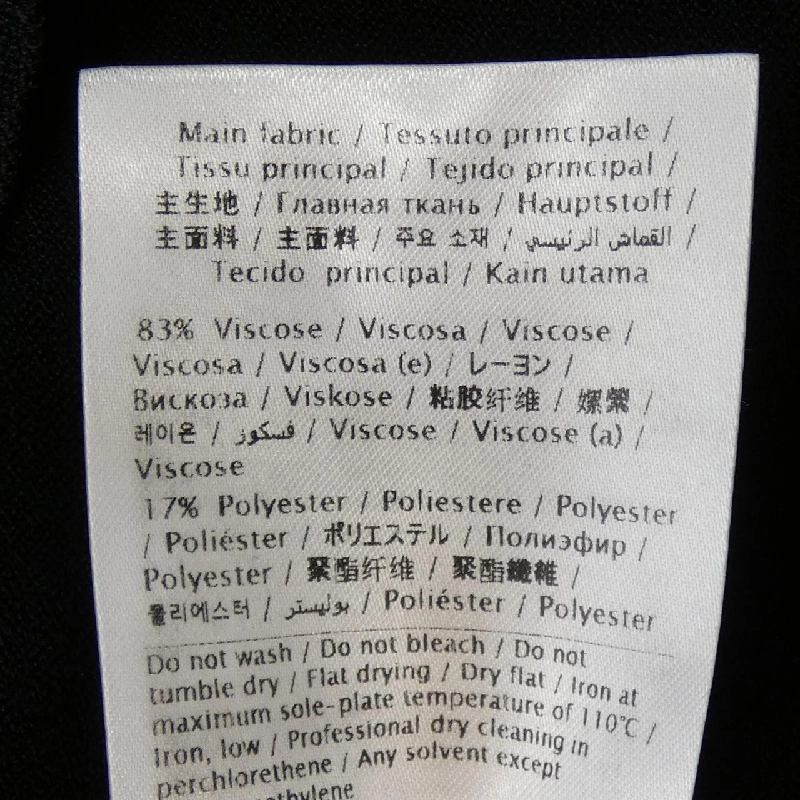 Main fabric / Tessuto principale /
Tissu principal / Tejido principal /
主生地 / Главная ткань / Hauptstoff /
主面料 / 主面料 / 주요 소재 / القماش الرئيسي /
Tecido principal / Kain utama
83% Viscose / Viscosa / Viscose /
Viscosa / Viscosa (e) / レーヨン /
Вискоза / Viskose / 粘胶纤维 / 嫘縈 /
레이온 / فسكوز / Viscose / Viscose (a) /
Viscose
17% Polyester / Poliestere / Polyester
/ Poliéster / ポリエステル / Полиэфир /
Polyester / 聚酯纤维 / 聚酯纖維 /
폴리에스터 / بوليستر / Poliéster / Polyester
Do not wash / Do not bleach / Do not
tumble dry / Flat drying / Dry flat / Iron at
maximum sole-plate temperature of 110℃ /
Iron, low / Professional dry cleaning in
perchlorethene / Any solvent except